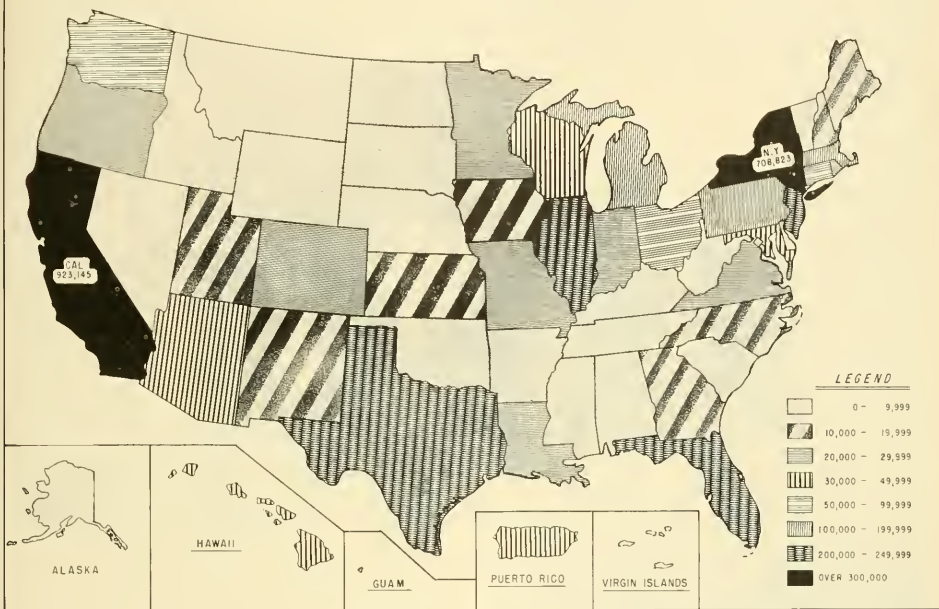 N.Y
708,823
CAL
923,145
LEGEND
0 - 9,999
10,000 - 19,999
20,000 - 29,999
30,000 - 49,999
50,000 - 99,999
100,000 - 199,999
200,000 - 249,999
OVER 300,000
ALASKA
HAWAII
GUAM
PUERTO RICO
VIRGIN ISLANDS